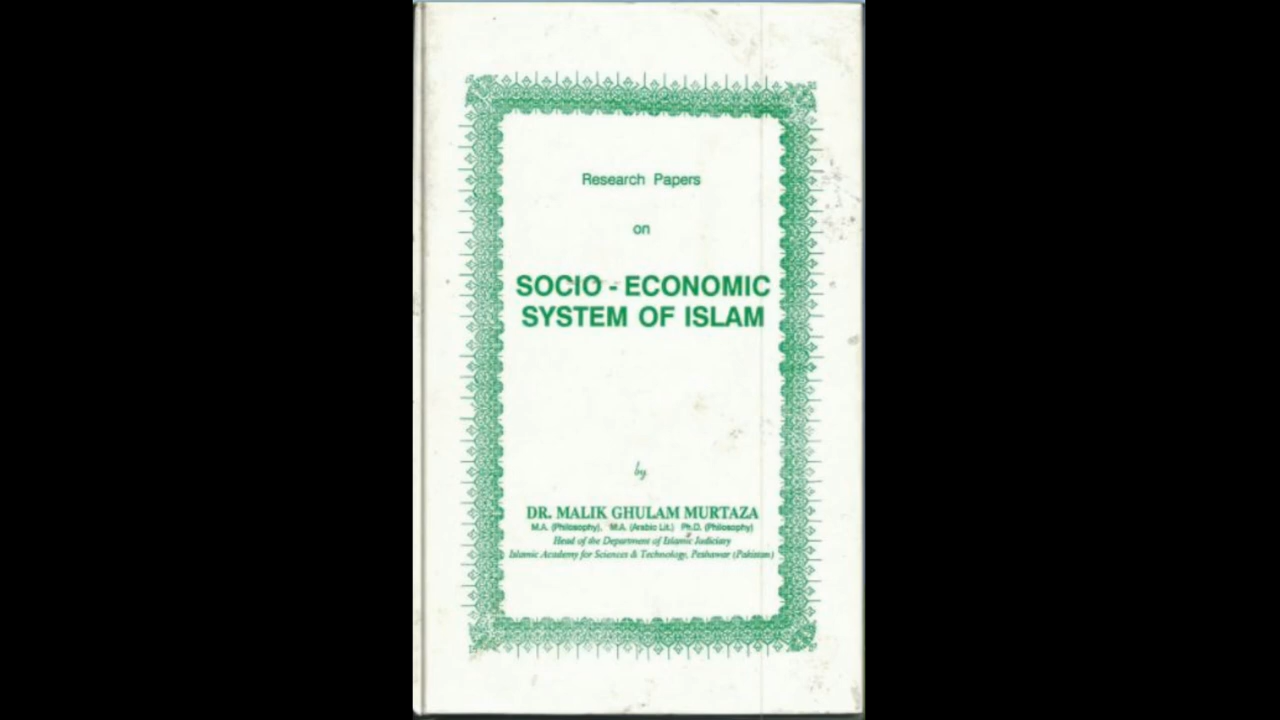 Research Papers
on
SOCIO - ECONOMIC
SYSTEM OF ISLAM
by
DR. MALIK GHULAM MURTAZA
M.A. (Philosophy), M.A. (Arabic Lit.) Ph.D. (Philosophy)
Head of the Department of Islamic Judiciary
Islamic Academy for Sciences & Technology, Peshawar (Pakistan)